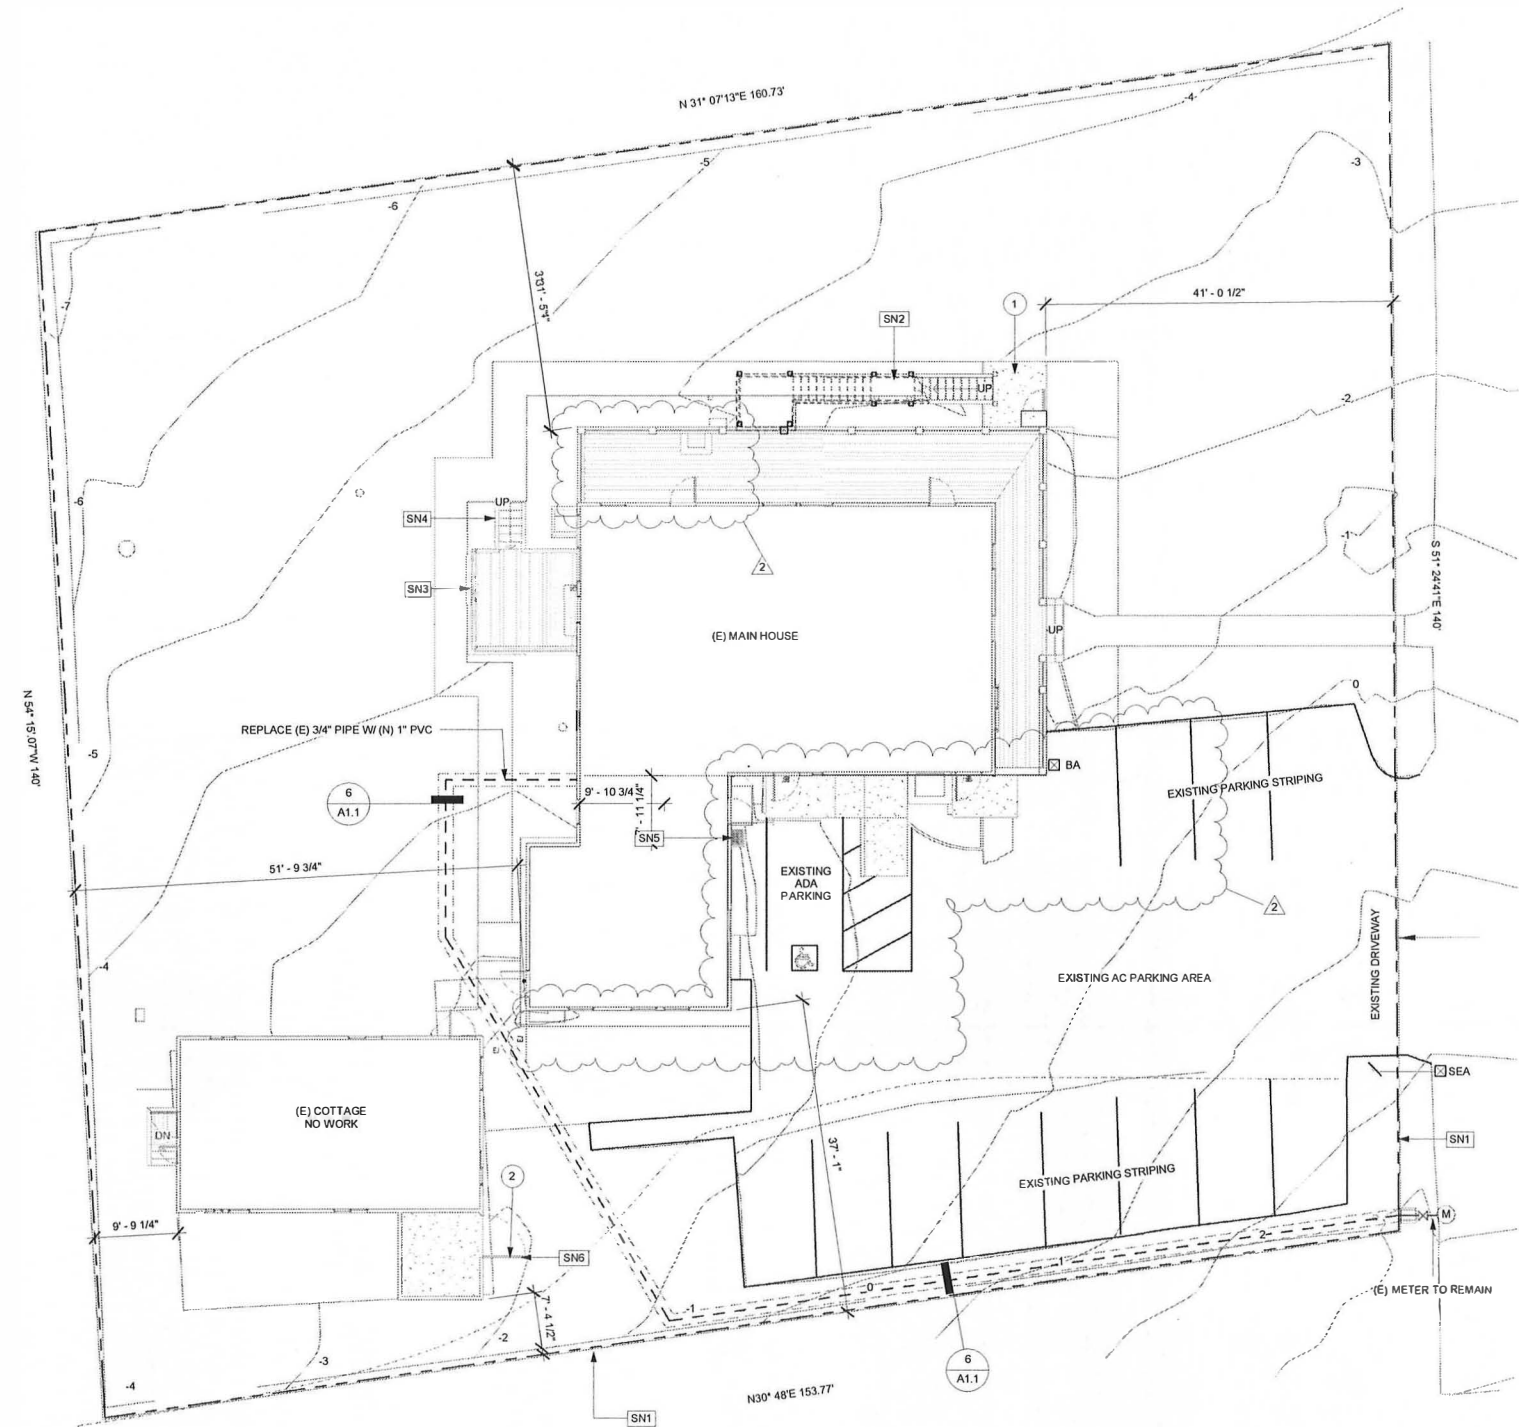 N 31° 07'13"E 160.73'
-4
-3
-5
-6
-7
41' - 0 1/2"
1
SN2
UP
-2
UP
SN4
-6
-1
2
S 51° 24'41"E 140'
SN3
(E) MAIN HOUSE
UP
0
N 54° 15.07"W 140'
REPLACE (E) 3/4" PIPE W/ (N) 1" PVC
-5
BA
EXISTING PARKING STRIPING
6
A1.1
9' - 10 3/4"
11 1/4"
SN5
51' - 9 3/4"
EXISTING
ADA
PARKING
2
EXISTING DRIVEWAY
-4
EXISTING AC PARKING AREA
SEA
(E) COTTAGE
NO WORK
DN
SN1
37' - 1"
EXISTING PARKING STRIPING
2
9' - 9 1/4"
M
SN6
2
1
0
(E) METER TO REMAIN
-1
7' - 4 1/2"
-2
-3
6
A1.1
-4
N30° 48'E 153.77'
SN1